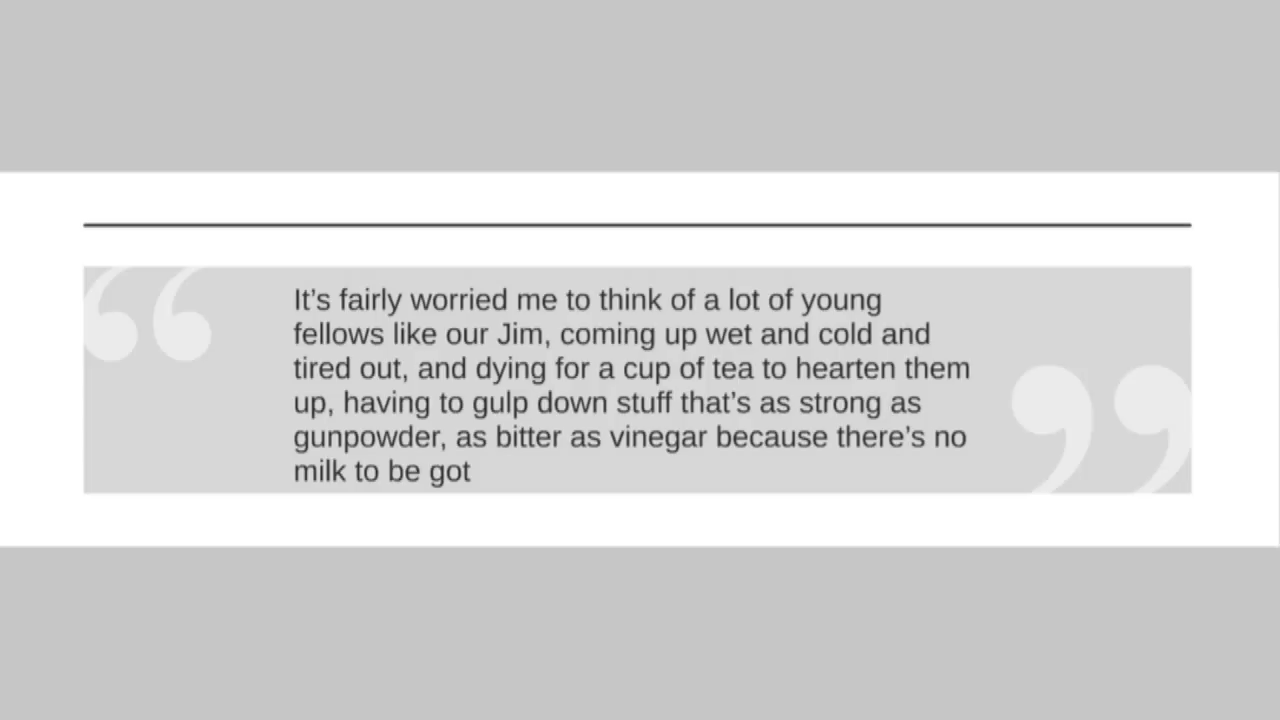 It’s fairly worried me to think of a lot of young
fellows like our Jim, coming up wet and cold and
tired out, and dying for a cup of tea to hearten them
up, having to gulp down stuff that’s as strong as
gunpowder, as bitter as vinegar because there’s no
milk to be got